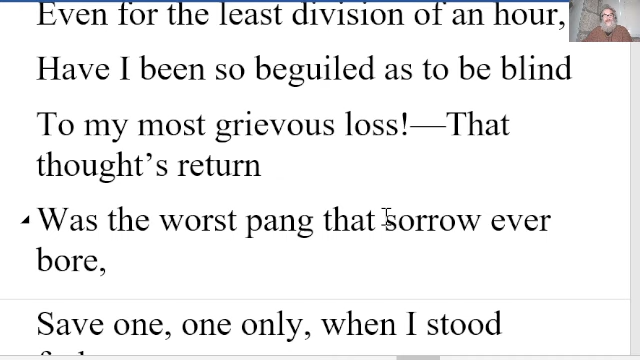 Even for the least division of an hour,
Have I been so beguiled as to be blind
To my most grievous loss!—That
thought’s return
Was the worst pang that sorrow ever
bore,
Save one, one only, when I stood